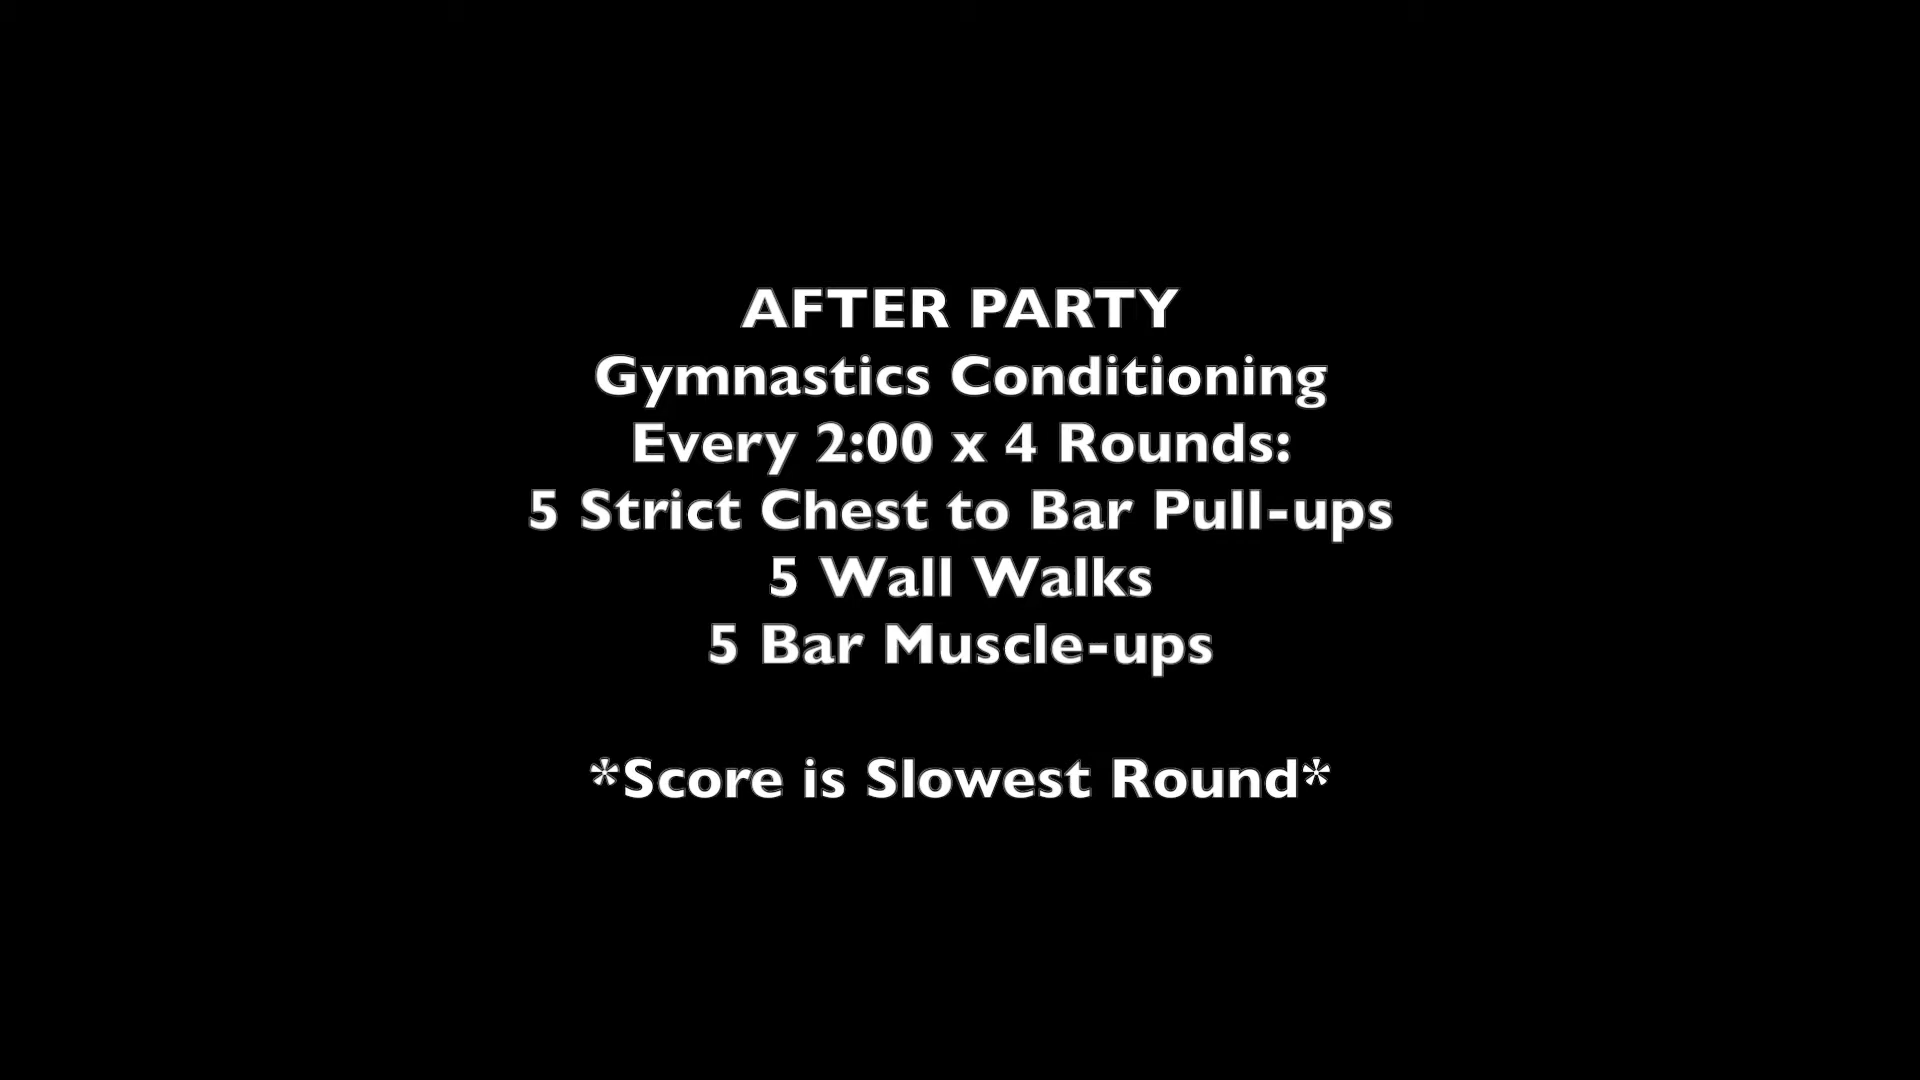 AFTER PARTY
Gymnastics Conditioning
Every 2:00 x 4 Rounds:
5 Strict Chest to Bar Pull-ups
5 Wall Walks
5 Bar Muscle-ups
*Score is Slowest Round*